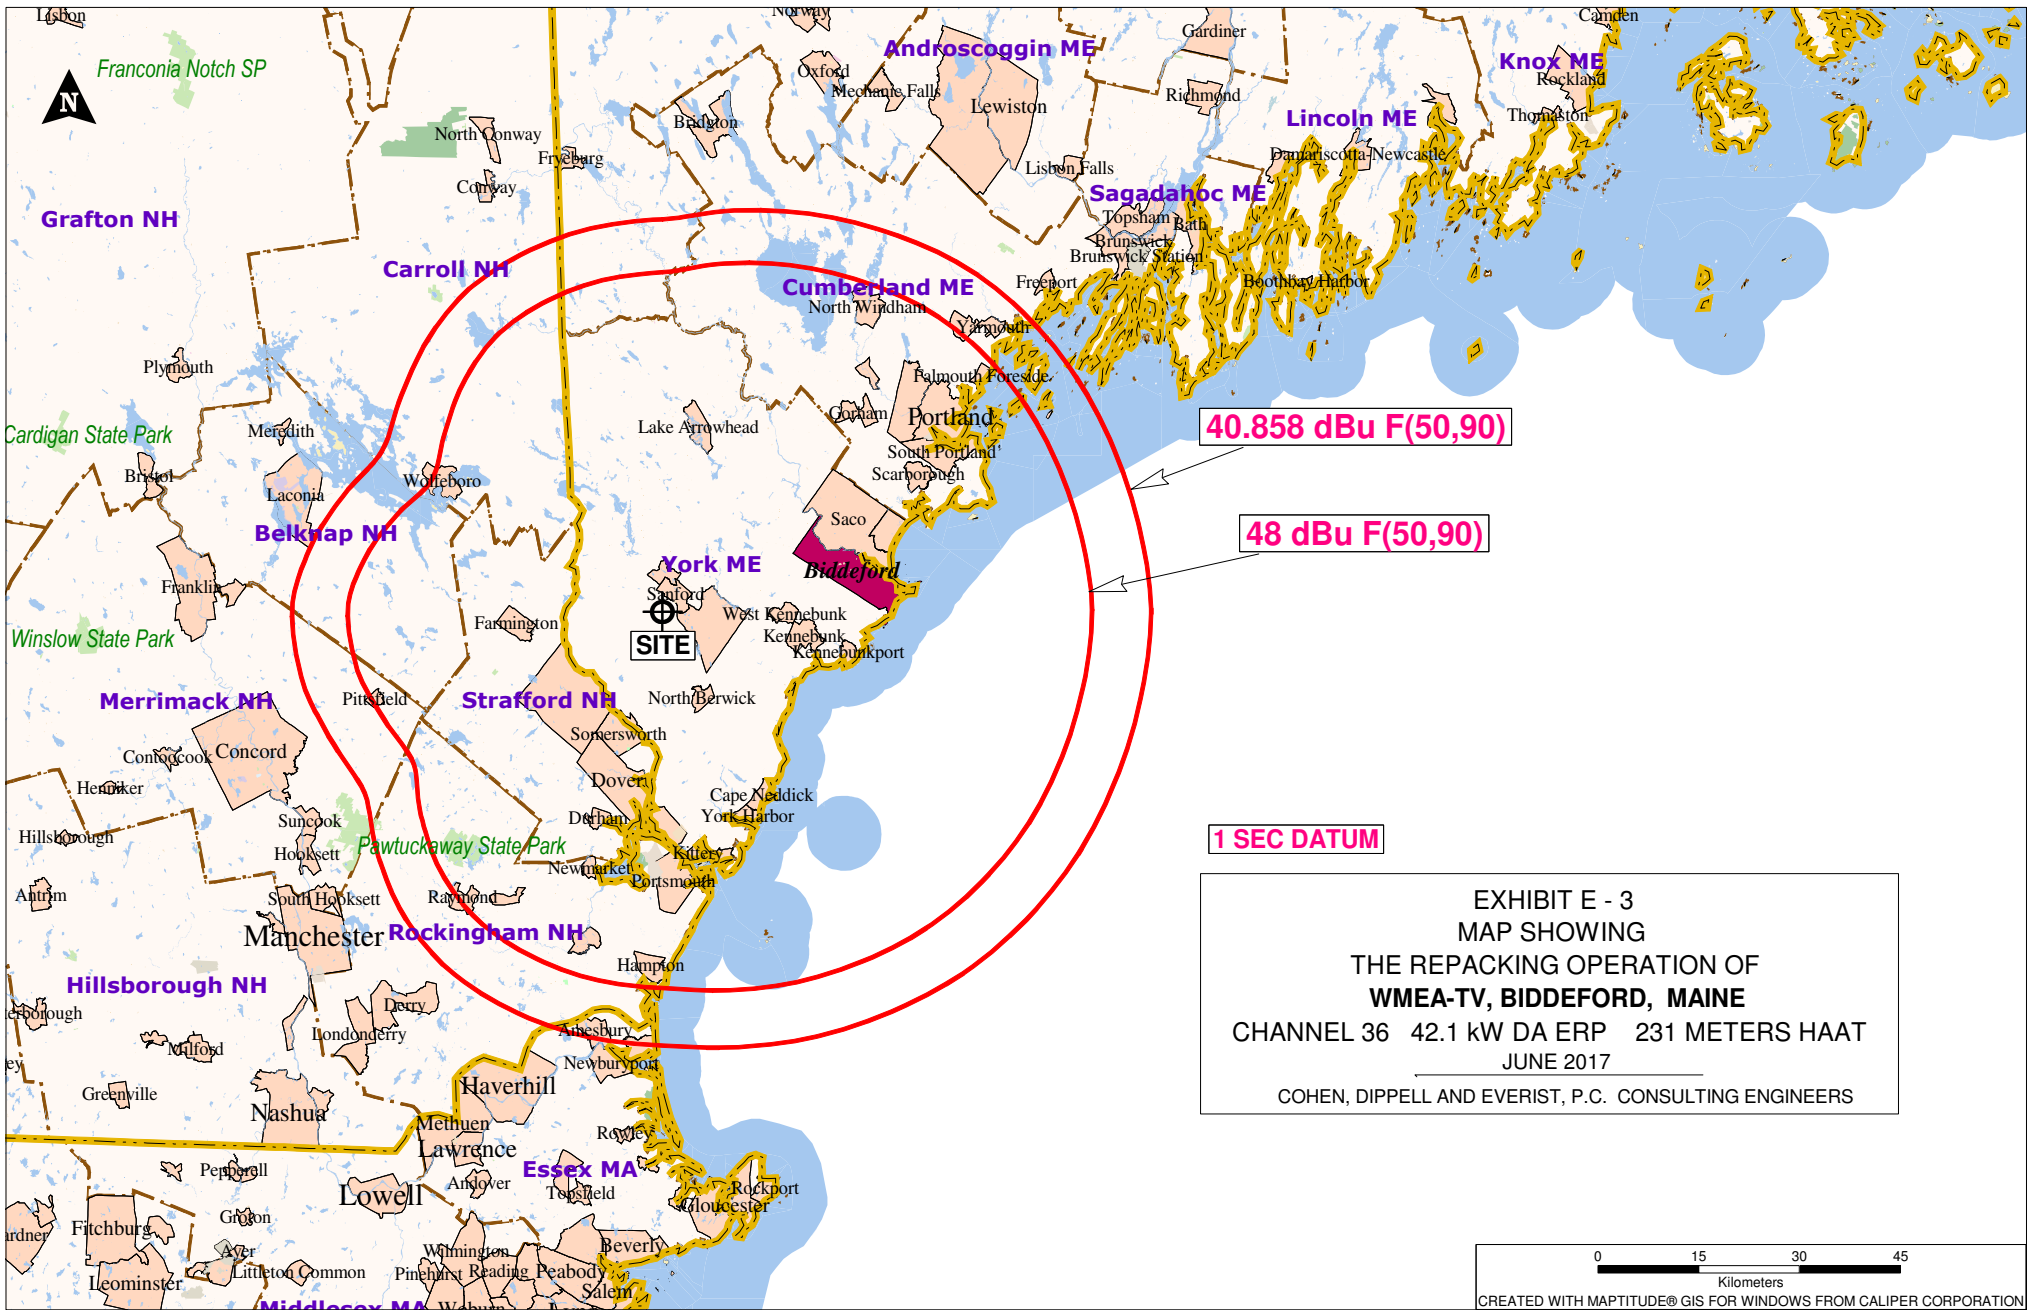 Lisbon
Norway
Gardiner
Camden
Androscoggin ME
Franconia Notch SP
Oxford
Knox ME
Rockland
Mechanic Falls
N
Lewiston
Richmond
Thomaston
Lincoln ME
Bridgton
North Conway
Fryeburg
Damariscotta-Newcastle
Lisbon Falls
Conway
Sagadahoc ME
Grafton NH
Topsham
Bath
Brunswick
Brunswick Station
Carroll NH
Freeport
Boothbay Harbor
Cumberland ME
North Windham
Yarmouth
Plymouth
Falmouth Foreside
Gorham
Portland
40.858 dBu F(50,90)
Lake Arrowhead
Cardigan State Park
Meredith
South Portland
Bristol
Wolfeboro
Scarborough
Laconia
Saco
Belknap NH
48 dBu F(50,90)
York ME
Biddeford
Franklin
Sanford
West Kennebunk
Farmington
Winslow State Park
SITE
Kennebunk
Kennebunkport
Merrimack NH
Pittsfield
Strafford NH
North Berwick
Somersworth
Contoocook
Concord
Dover
Henniker
Cape Neddick
York Harbor
Suncook
Durham
Hillsborough
1 SEC DATUM
Pawtuckaway State Park
Hooksett
Kittery
Newmarket
Portsmouth
Antrim
South Hooksett
Raymond
Manchester
Rockingham NH
EXHIBIT E - 3
MAP SHOWING
THE REPACKING OPERATION OF
WMEA-TV, BIDDEFORD, MAINE
CHANNEL 36 42.1 kW DA ERP 231 METERS HAAT
JUNE 2017
COHEN, DIPPELL AND EVERIST, P.C. CONSULTING ENGINEERS
Hampton
Hillsborough NH
Derry
erborough
Londonderry
Amesbury
Milford
ey
Newburyport
Greenville
Haverhill
Nashua
Methuen
Rowley
Lawrence
Pepperell
Essex MA
Andover
Topsfield
Rockport
Lowell
Gloucester
Groton
Fitchburg
ardner
Beverly
Ayer
Wilmington
Littleton Common
Pinehurst
Reading
Peabody
Leominster
Salem
Middlesex MA
Woburn
0 15 30 45
Kilometers
CREATED WITH MAPTITUDE® GIS FOR WINDOWS FROM CALIPER CORPORATION